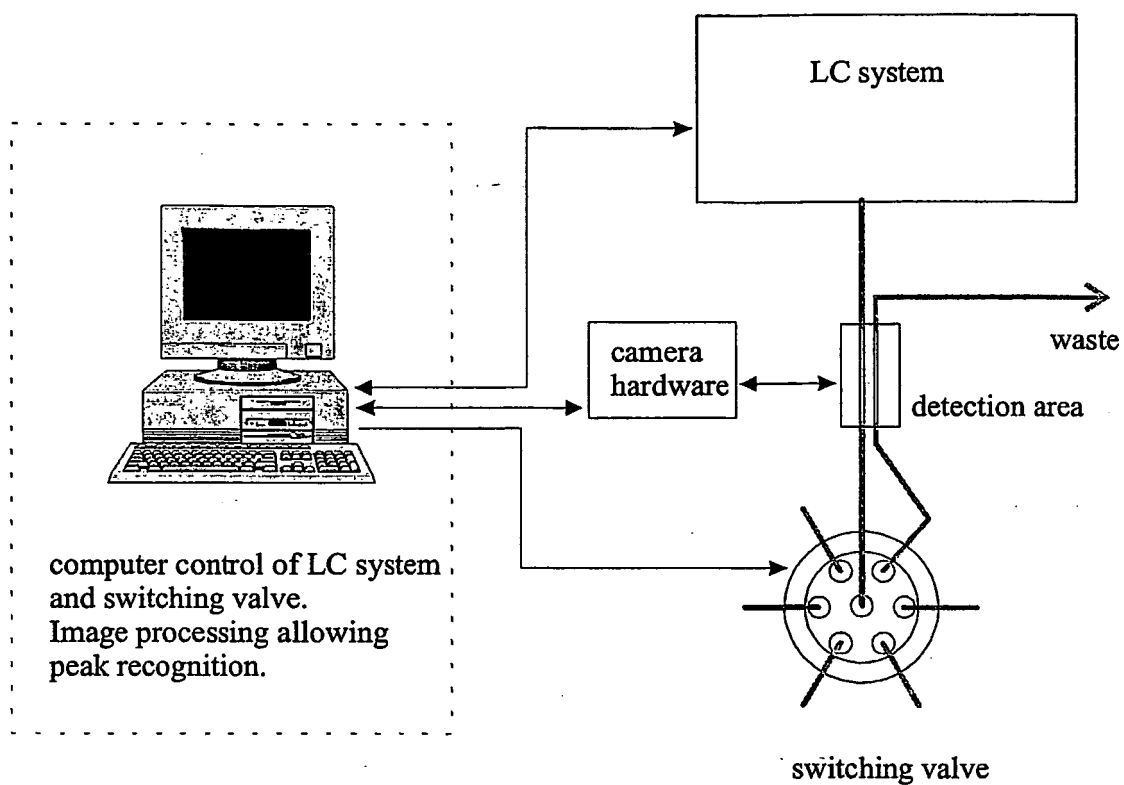 LC system
waste
camera
hardware
detection area
computer control of LC system
and switching valve.
Image processing allowing
peak recognition.
switching valve